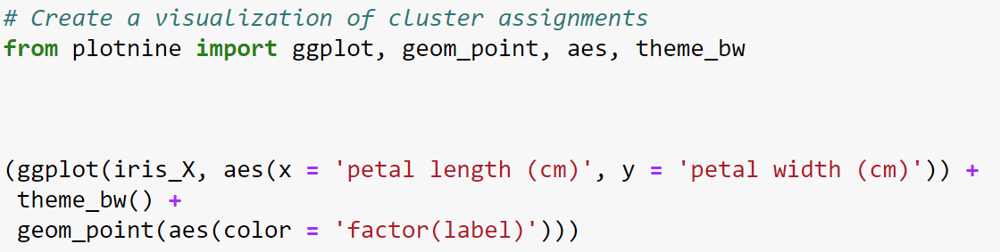 # Create a visualization of cluster assignments
from plotnine import ggplot, geom_point, aes, theme_bw
(ggplot(iris_X, aes(x = 'petal length (cm)', y = 'petal width (cm)')) +
theme_bw() +
geom_point(aes(color = 'factor(label)')))